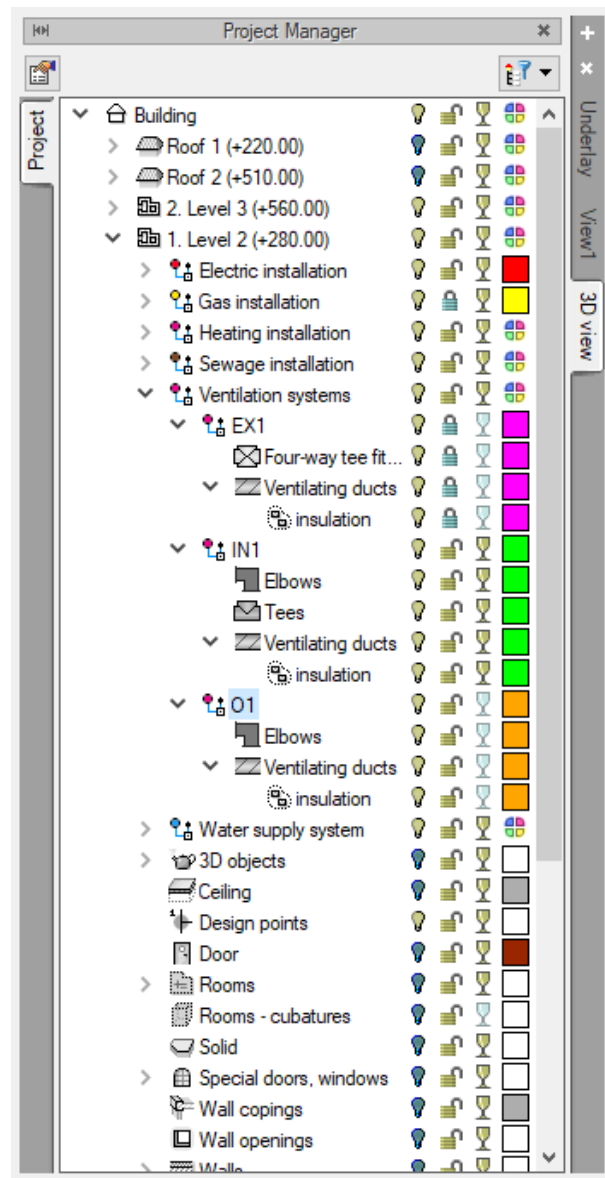 Project Manager
Project
Building
Roof 1 (+220.00)
Roof 2 (+510.00)
2. Level 3 (+560.00)
1. Level 2 (+280.00)
Electric installation
Gas installation
Heating installation
Sewage installation
Ventilation systems
EX1
Four-way tee fit...
Ventilating ducts
insulation
IN1
Elbows
Tees
Ventilating ducts
insulation
O1
Elbows
Ventilating ducts
insulation
Water supply system
3D objects
Ceiling
Design points
Door
Rooms
Rooms - cubatures
Solid
Special doors, windows
Wall copings
Wall openings
Walls
Underlay
View1
3D view